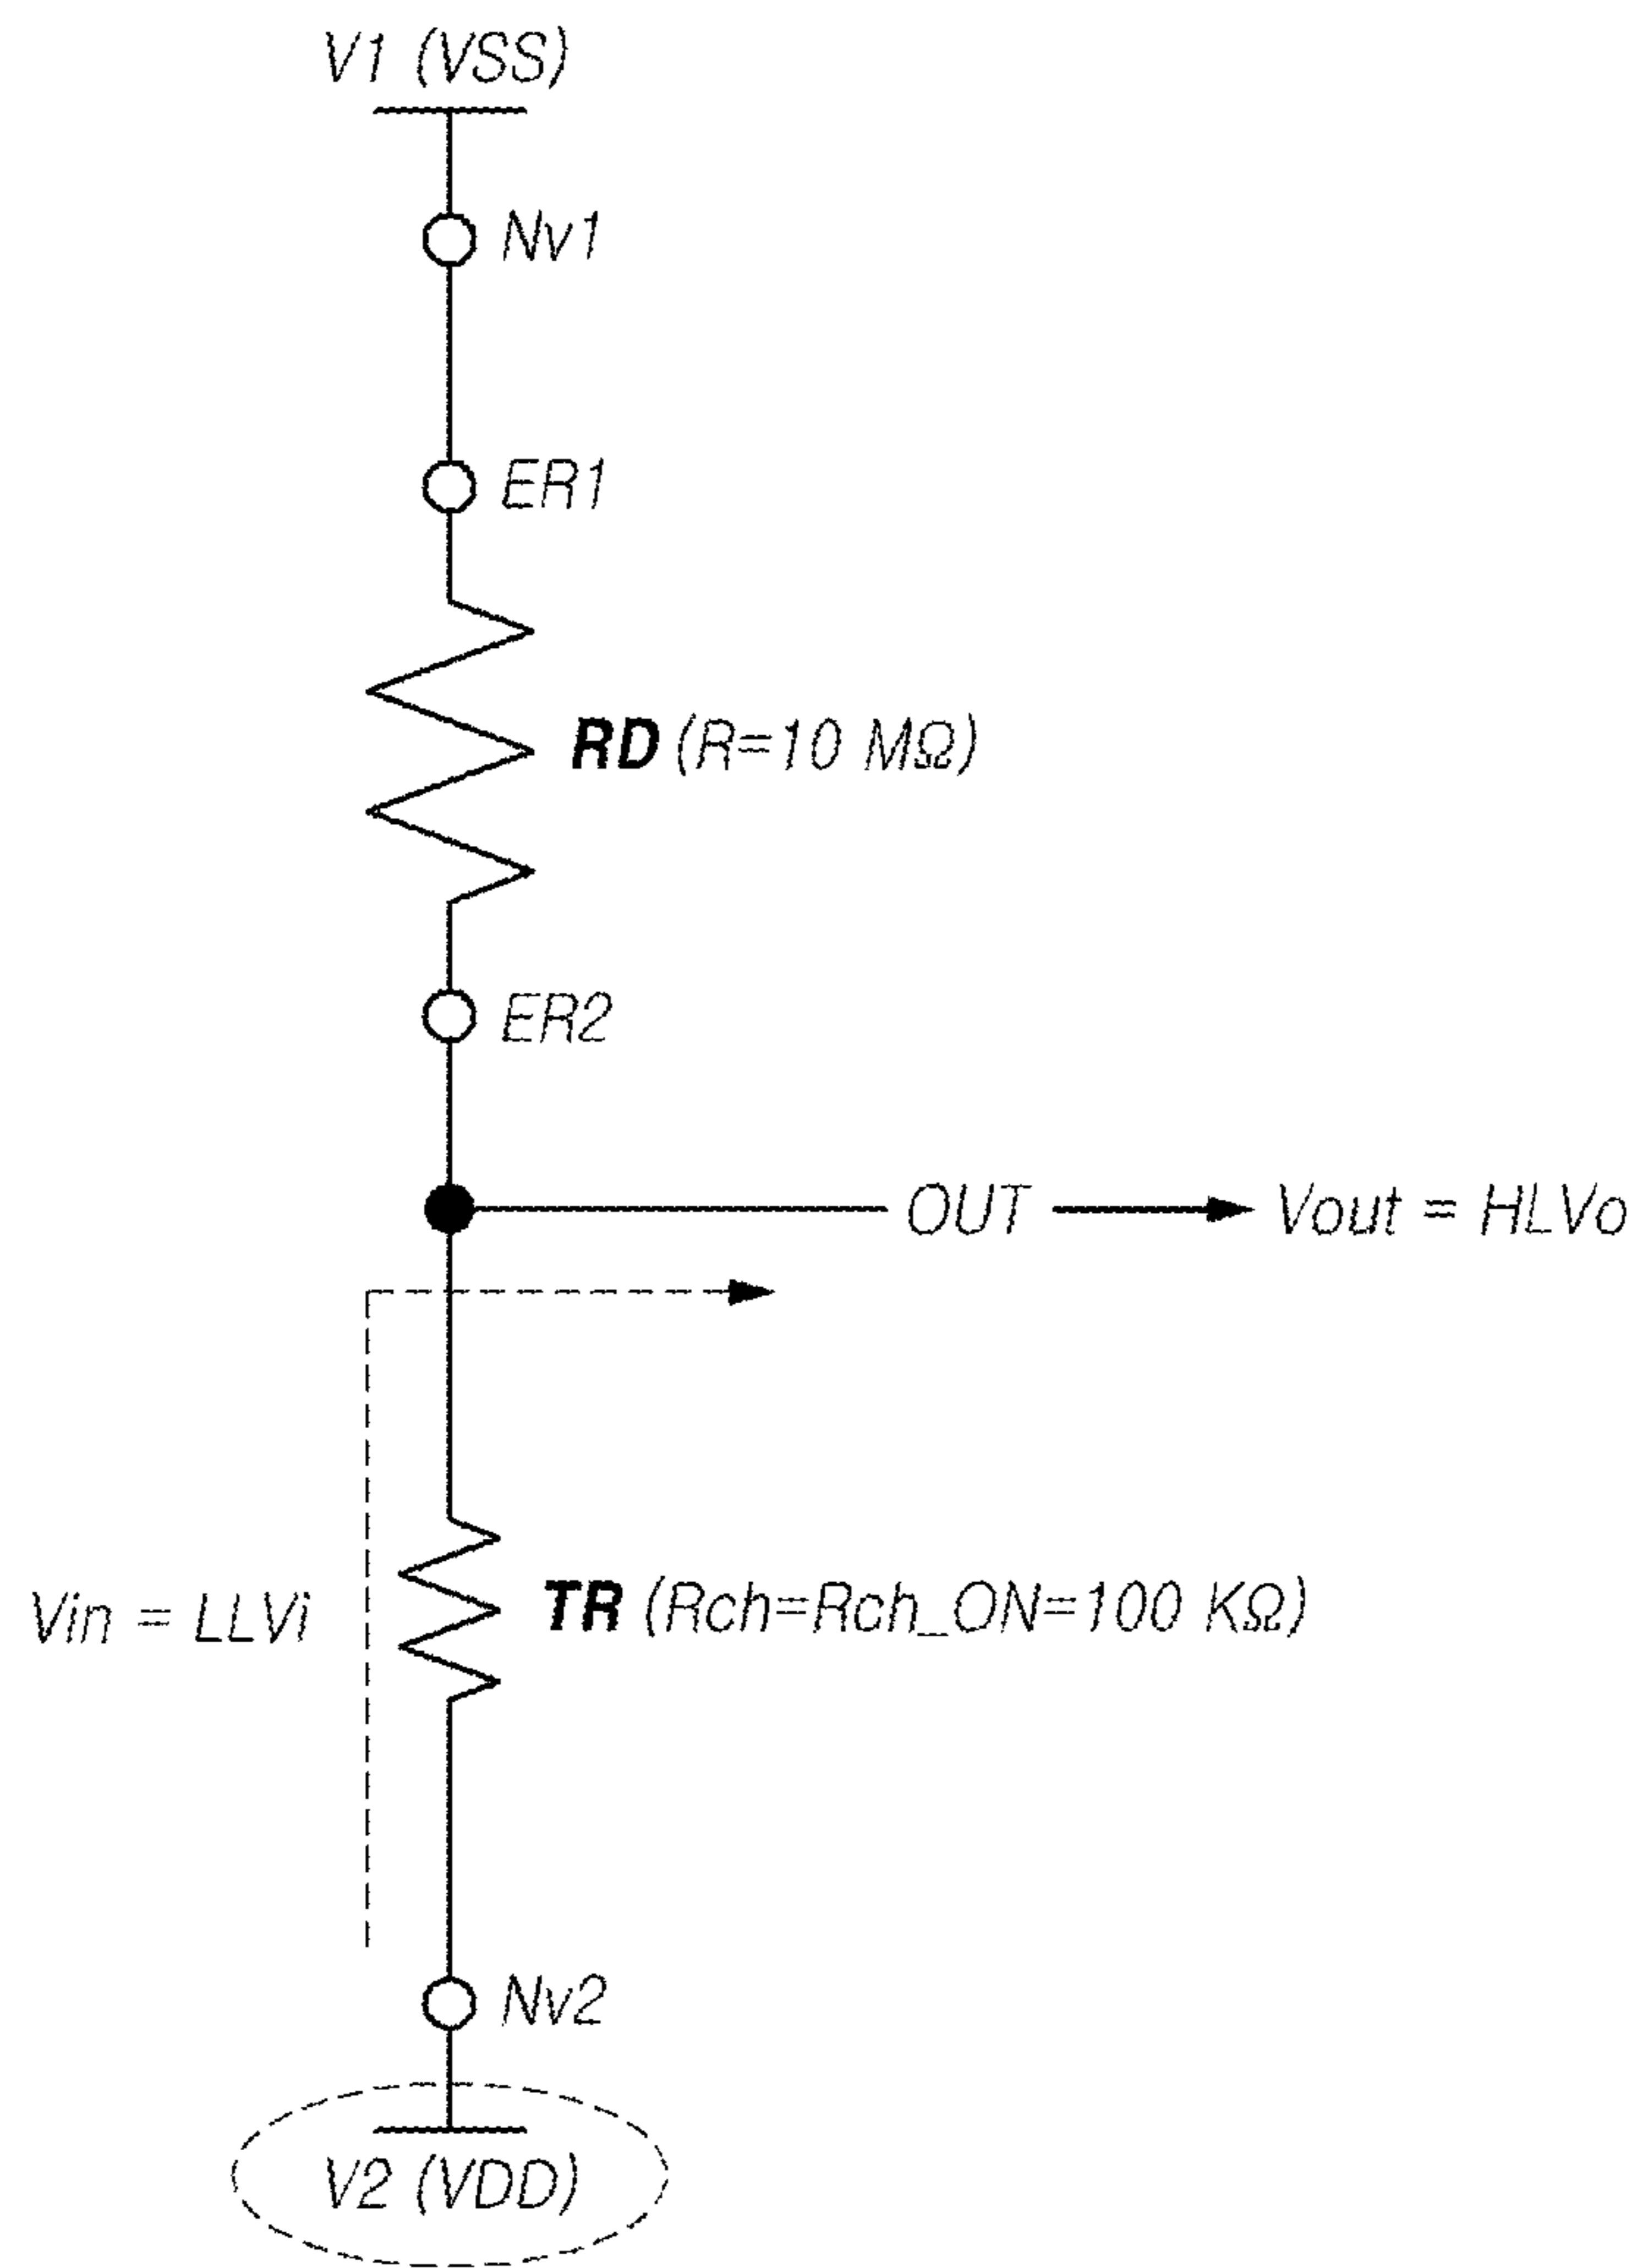 V1 (VSS)
Nv1
ER1
RD (R=10 MΩ)
ER2
OUT
Vout = HLVo
Vin = LLVi
TR (Rch=Rch_ON=100 KΩ)
Nv2
V2 (VDD)